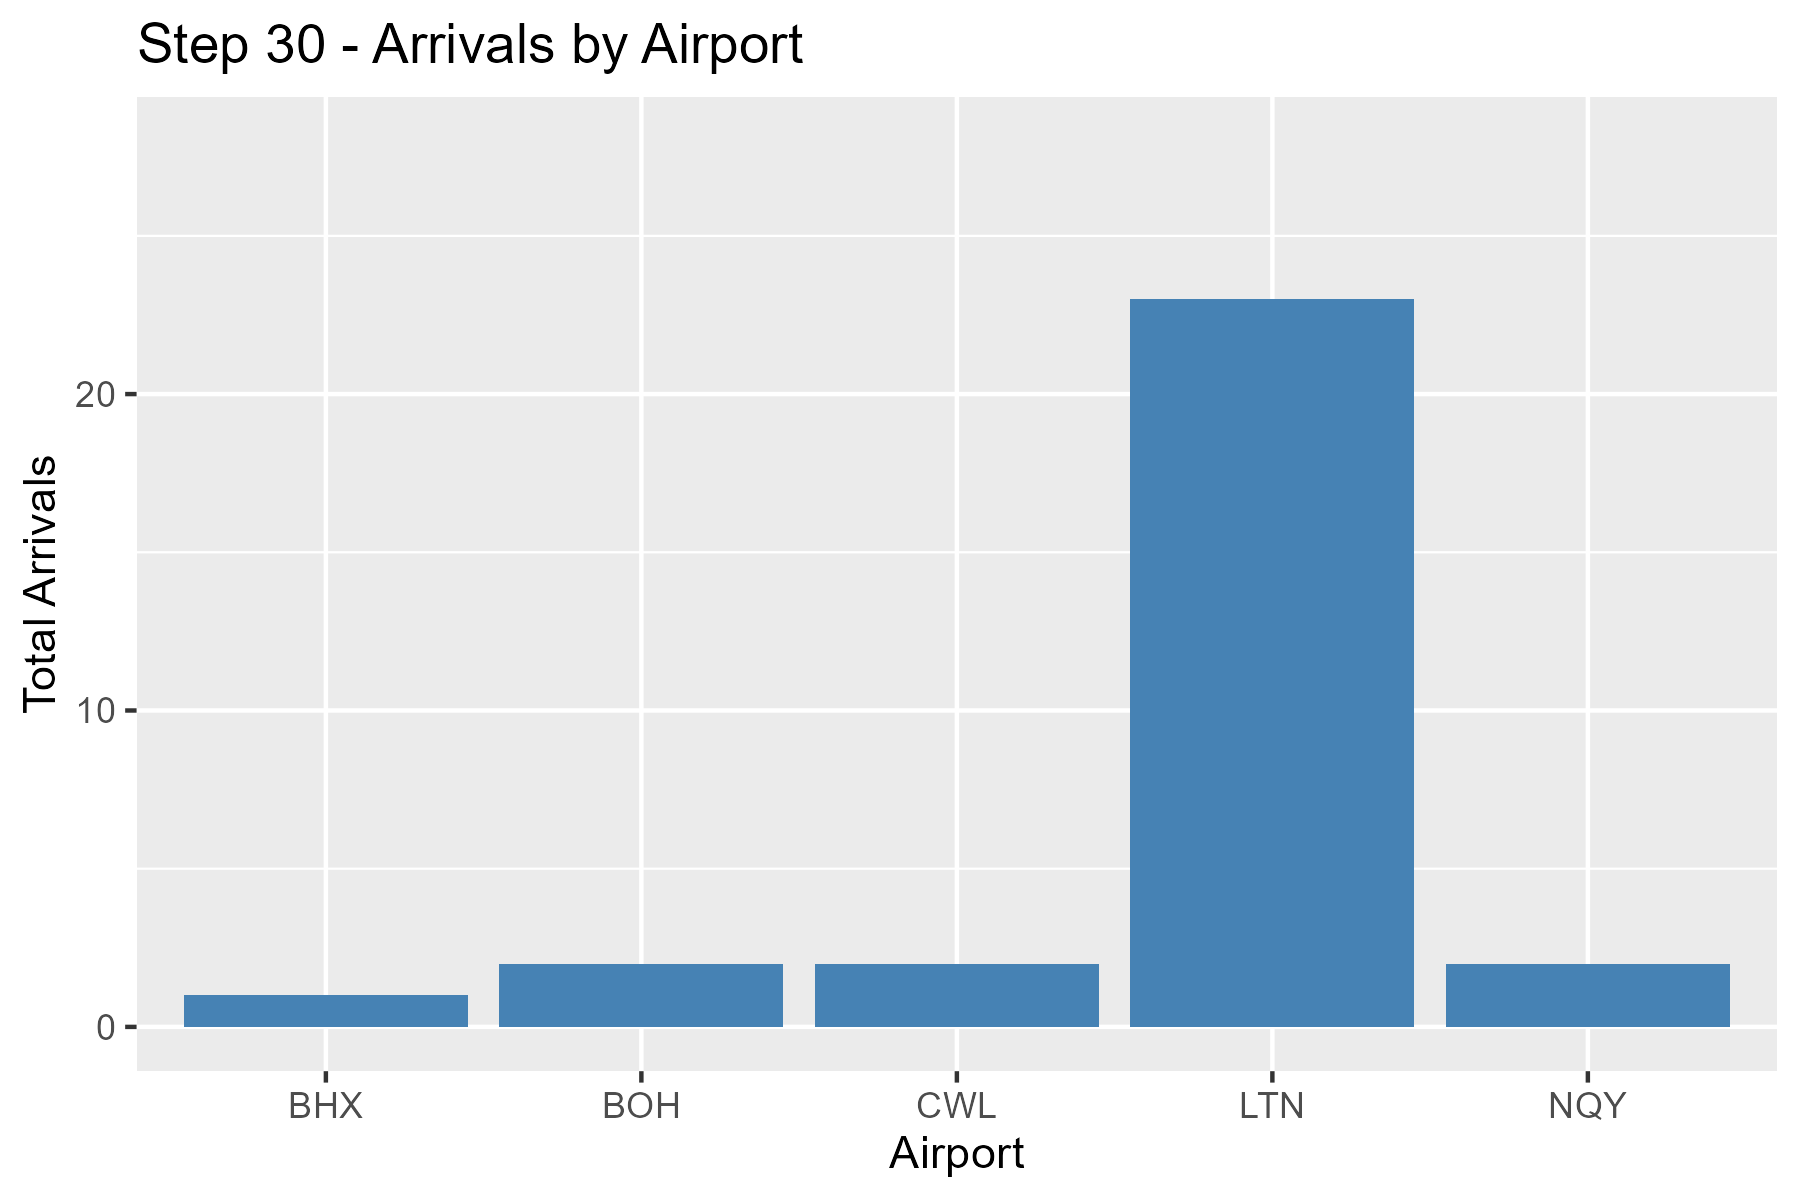 Step 30 - Arrivals by Airport
Total Arrivals
20
10
0
BHX BOH CWL LTN NQY
Airport